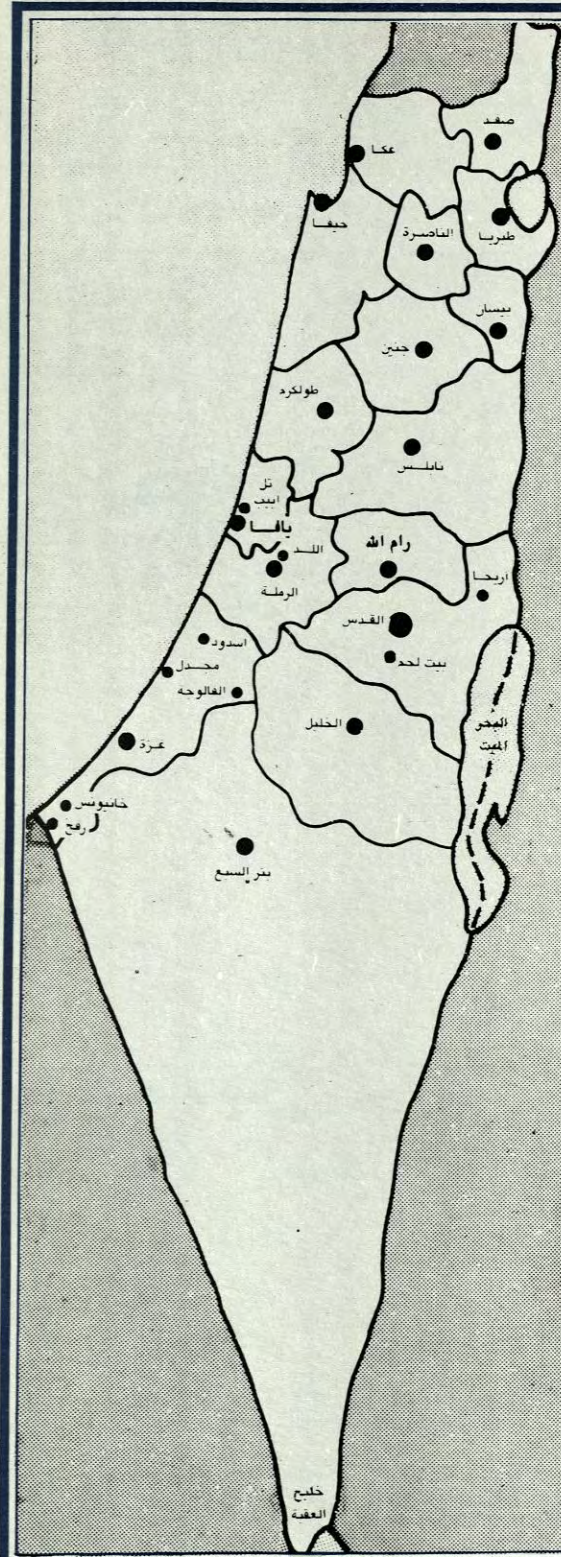 صفد
عكا
طبريا
حيفا
الناصرة
بيسان
جنين
طولكرم
نابلس
تل
ابيب
يافا
اللد
رام الله
الرملة
اريحا
القدس
اسدود
بيت لحم
مجدل
الفالوجة
الخليل
البحر
الميت
غزة
خانيونس
رفح
بئر السبع
خليج
العقبة